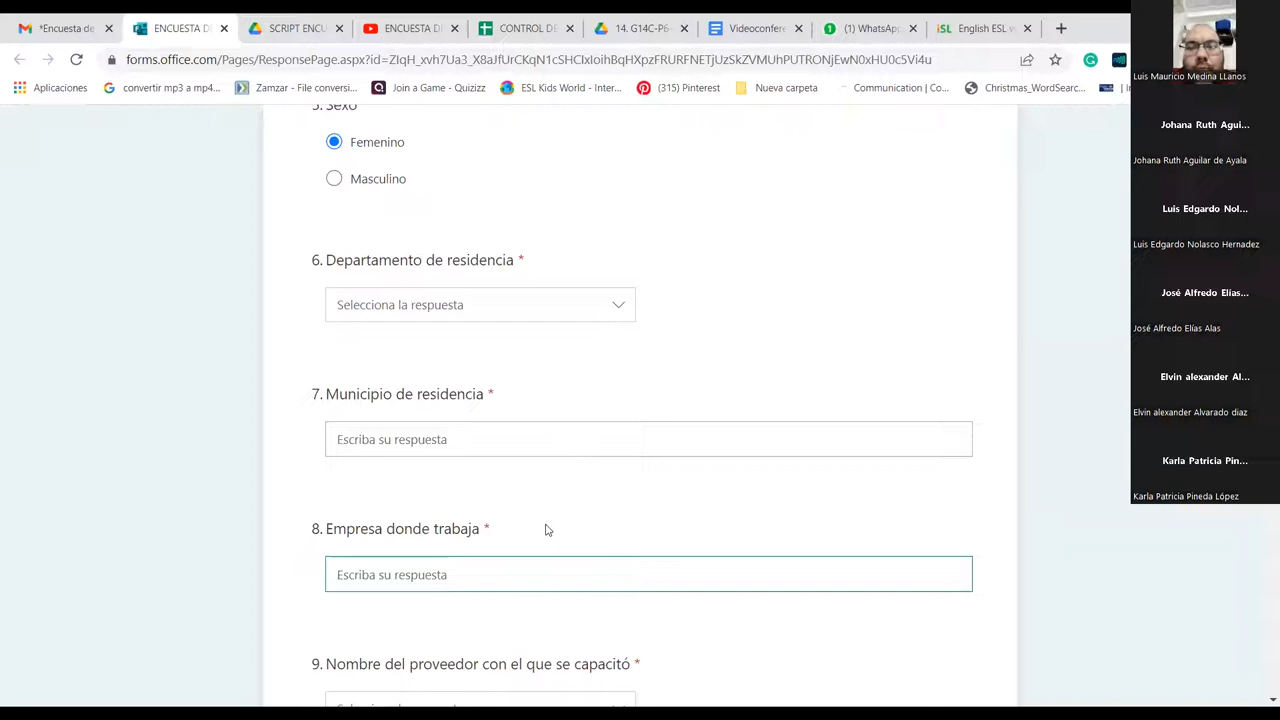 *Encuesta de
ENCUESTA DE
SCRIPT ENCU
ENCUESTA DE
CONTROL DE
14. G14C-P6-
Videoconfer
(1) WhatsApp
iSL English ESL w
forms.office.com/Pages/ResponsePage.aspx?id=
Aplicaciones
convertir mp3 a mp4...
Zamzar - File conver...
Join a Game - Quizizz
ESL Kids World - Inter...
(315) Pinterest
Nueva carpeta
Communication | Co...
Christmas_WordSearc...
5. Sexo
Femenino
Masculino
6. Departamento de residencia *
Selecciona la respuesta
7. Municipio de residencia *
Escriba su respuesta
8. Empresa donde trabaja *
Escriba su respuesta
9. Nombre del proveedor con el que se capacitó *
Luis Mauricio Medina LLanos
Johana Ruth Agui...
Johana Ruth Aguilar de Ayala
Luis Edgardo Nol...
Luis Edgardo Nolasco Hernadez
José Alfredo Elias...
José Alfredo Elías Alas
Elvin alexander Al...
Elvin alexander Alvarado diaz
Karla Patricia Pin...
Karla Patricia Pineda López